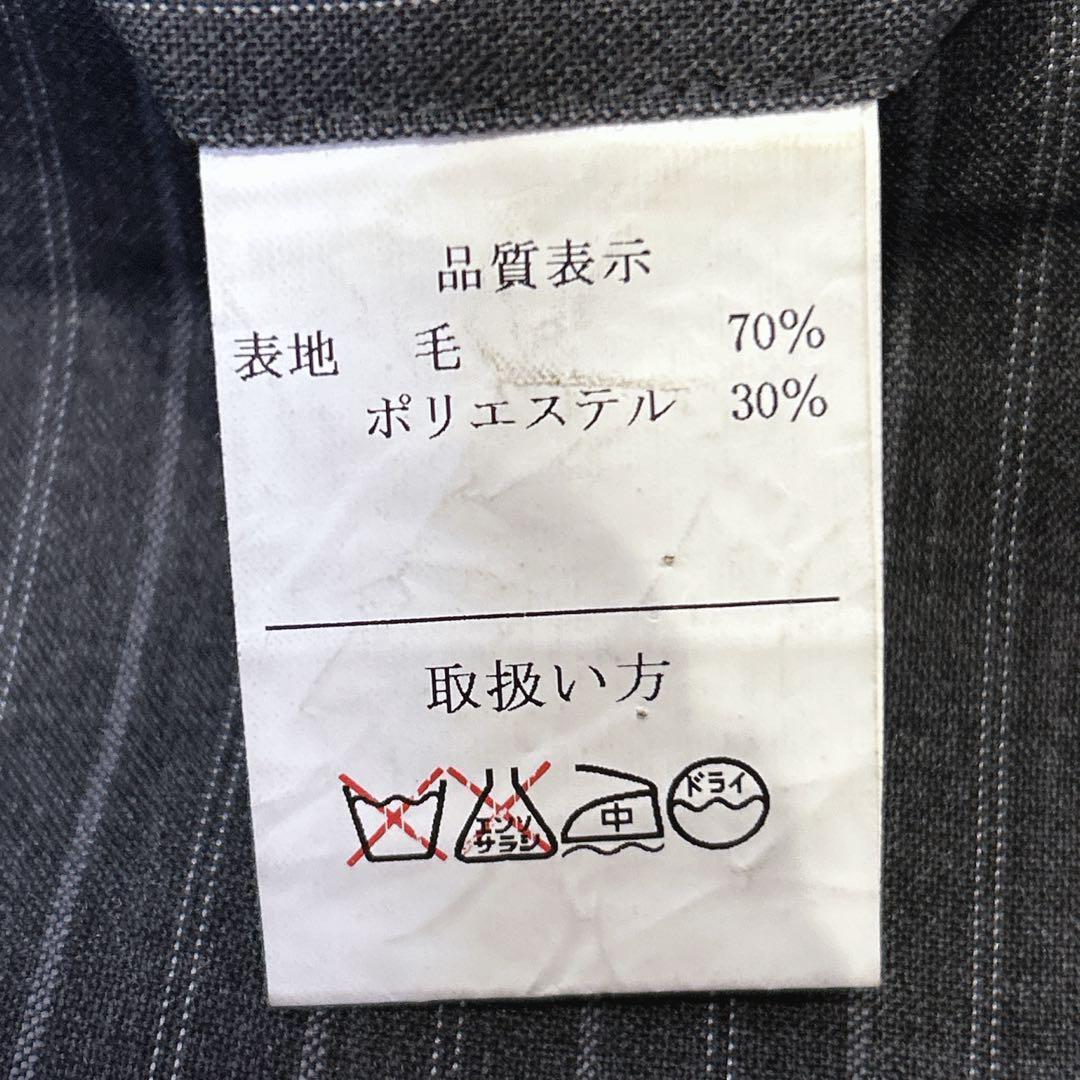 品質表示
表地 毛 70%
ポリエステル 30%
取扱い方
エンソ
サラシ
中
ドライ